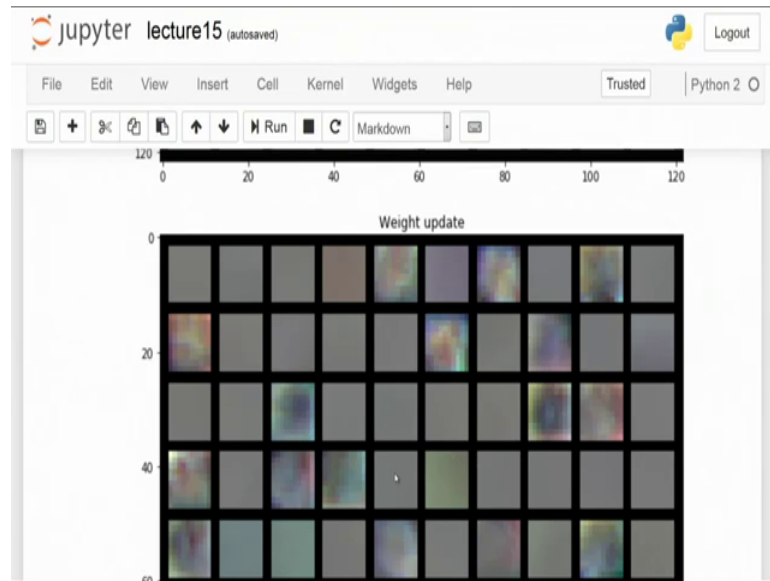 jupyter lecture15 (autosaved) Logout
File Edit View Insert Cell Kernel Widgets Help Trusted Python 2
Run Markdown
120
0 20 40 60 80 100 120
Weight update
0
20
40
60